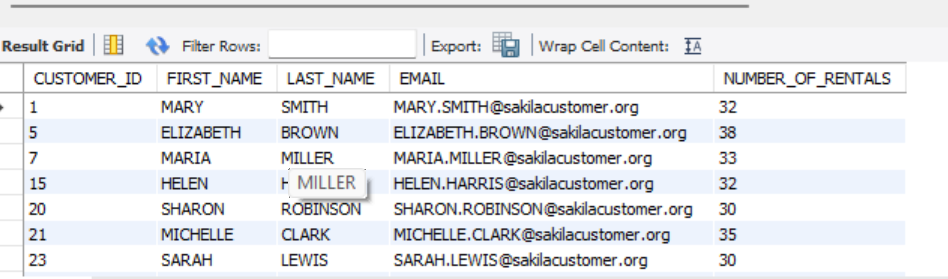 Result Grid Filter Rows: Export: Wrap Cell Content: IA
CUSTOMER_ID FIRST_NAME LAST_NAME EMAIL NUMBER_OF_RENTALS
1 MARY SMITH MARY.SMITH@sakilacustomer.org 32
5 ELIZABETH BROWN ELIZABETH.BROWN@sakilacustomer.org 38
7 MARIA MILLER MARIA.MILLER@sakilacustomer.org 33
15 HELEN H MILLER HELEN.HARRIS@sakilacustomer.org 32
20 SHARON ROBINSON SHARON.ROBINSON@sakilacustomer.org 30
21 MICHELLE CLARK MICHELLE.CLARK@sakilacustomer.org 35
23 SARAH LEWIS SARAH.LEWIS@sakilacustomer.org 30